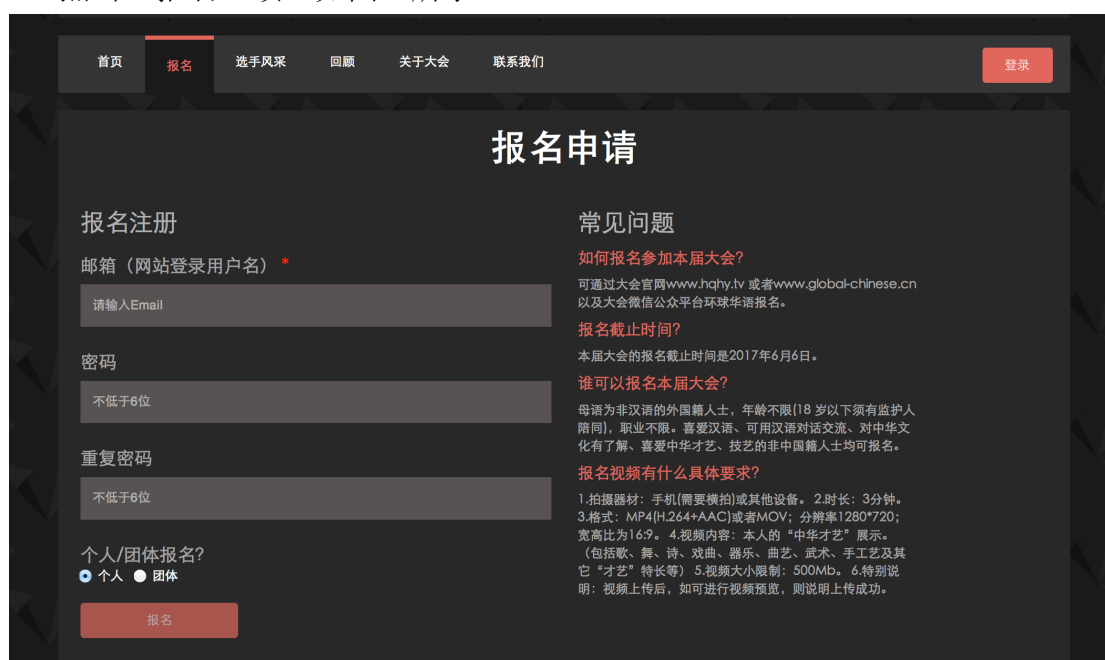 首页
报名
选手风采
回顾
关于大会
联系我们
登录
报名申请
报名注册
邮箱（网站登录用户名） *
请输入Email
密码
不低于6位
重复密码
不低于6位
个人/团体报名?
个人 团体
报名
常见问题
如何报名参加本届大会?
可通过大会官网www.hqhy.tv 或者www.global-chinese.cn
以及大会微信公众平台环球华语报名。
报名截止时间?
本届大会的报名截止时间是2017年6月6日。
谁可以报名本届大会?
母语为非汉语的外国籍人士，年龄不限(18 岁以下须有监护人
陪同)，职业不限。喜爱汉语、可用汉语对话交流、对中华文
化有了解、喜爱中华才艺、技艺的非中国籍人士均可报名。
报名视频有什么具体要求?
1.拍摄器材：手机(需要横拍)或其他设备。 2.时长：3分钟。
3.格式：MP4(H.264+AAC)或者MOV；分辨率1280*720；
宽高比为16:9。 4.视频内容：本人的“中华才艺”展示。
（包括歌、舞、诗、戏曲、器乐、曲艺、武术、手工艺及其
它“才艺”特长等） 5.视频大小限制：500Mb。 6.特别说
明：视频上传后，如可进行视频预览，则说明上传成功。